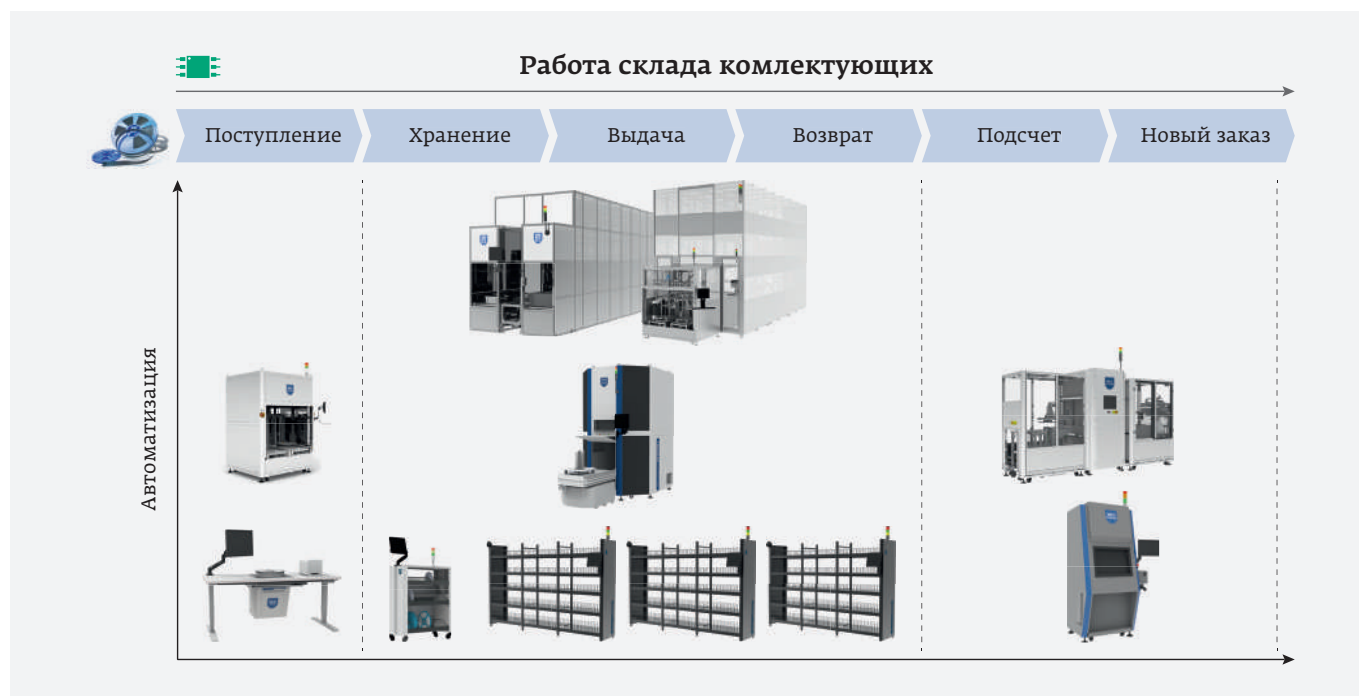 Работа склада комлектующих
Поступление
Хранение
Выдача
Возврат
Подсчет
Новый заказ
Автоматизация